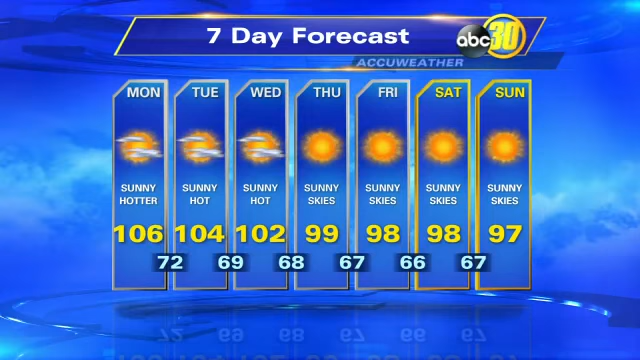 7 Day Forecast
abc 30
ACCUWEATHER
MON TUE WED THU FRI SAT SUN
SUNNY SUNNY SUNNY SUNNY SUNNY SUNNY SUNNY
HOTTER HOT HOT SKIES SKIES SKIES SKIES
106 104 102 99 98 98 97
72 69 68 67 66 67